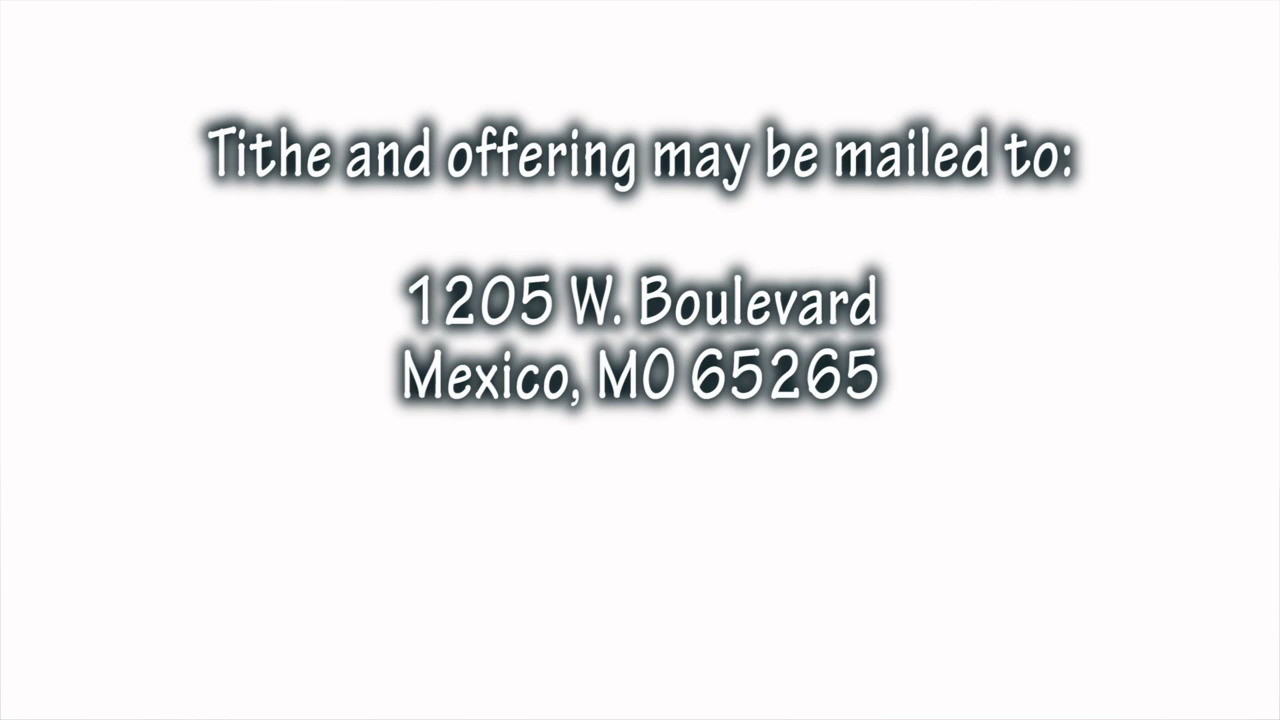 Tithe and offering may be mailed to:
1205 W. Boulevard
Mexico, MO 65265